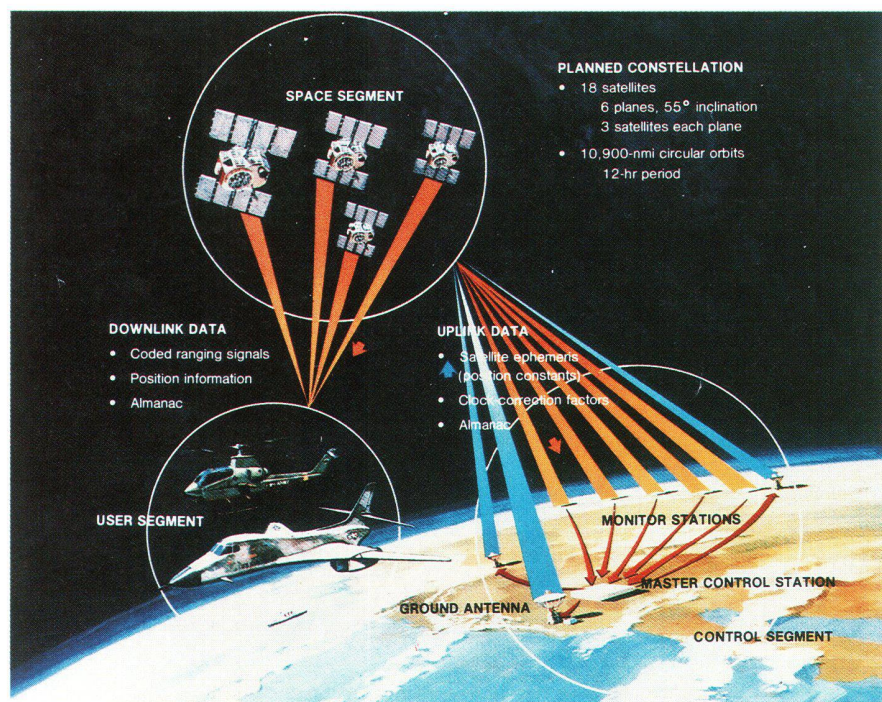 SPACE SEGMENT
PLANNED CONSTELLATION
• 18 satellites
6 planes, 55° inclination
3 satellites each plane
• 10,900-nmi circular orbits
12-hr period
DOWNLINK DATA
• Coded ranging signals
• Position information
• Almanac
UPLINK DATA
• Satellite ephemeris
(position constants)
• Clock-correction factors
• Almanac
USER SEGMENT
MONITOR STATIONS
MASTER CONTROL STATION
GROUND ANTENNA
CONTROL SEGMENT